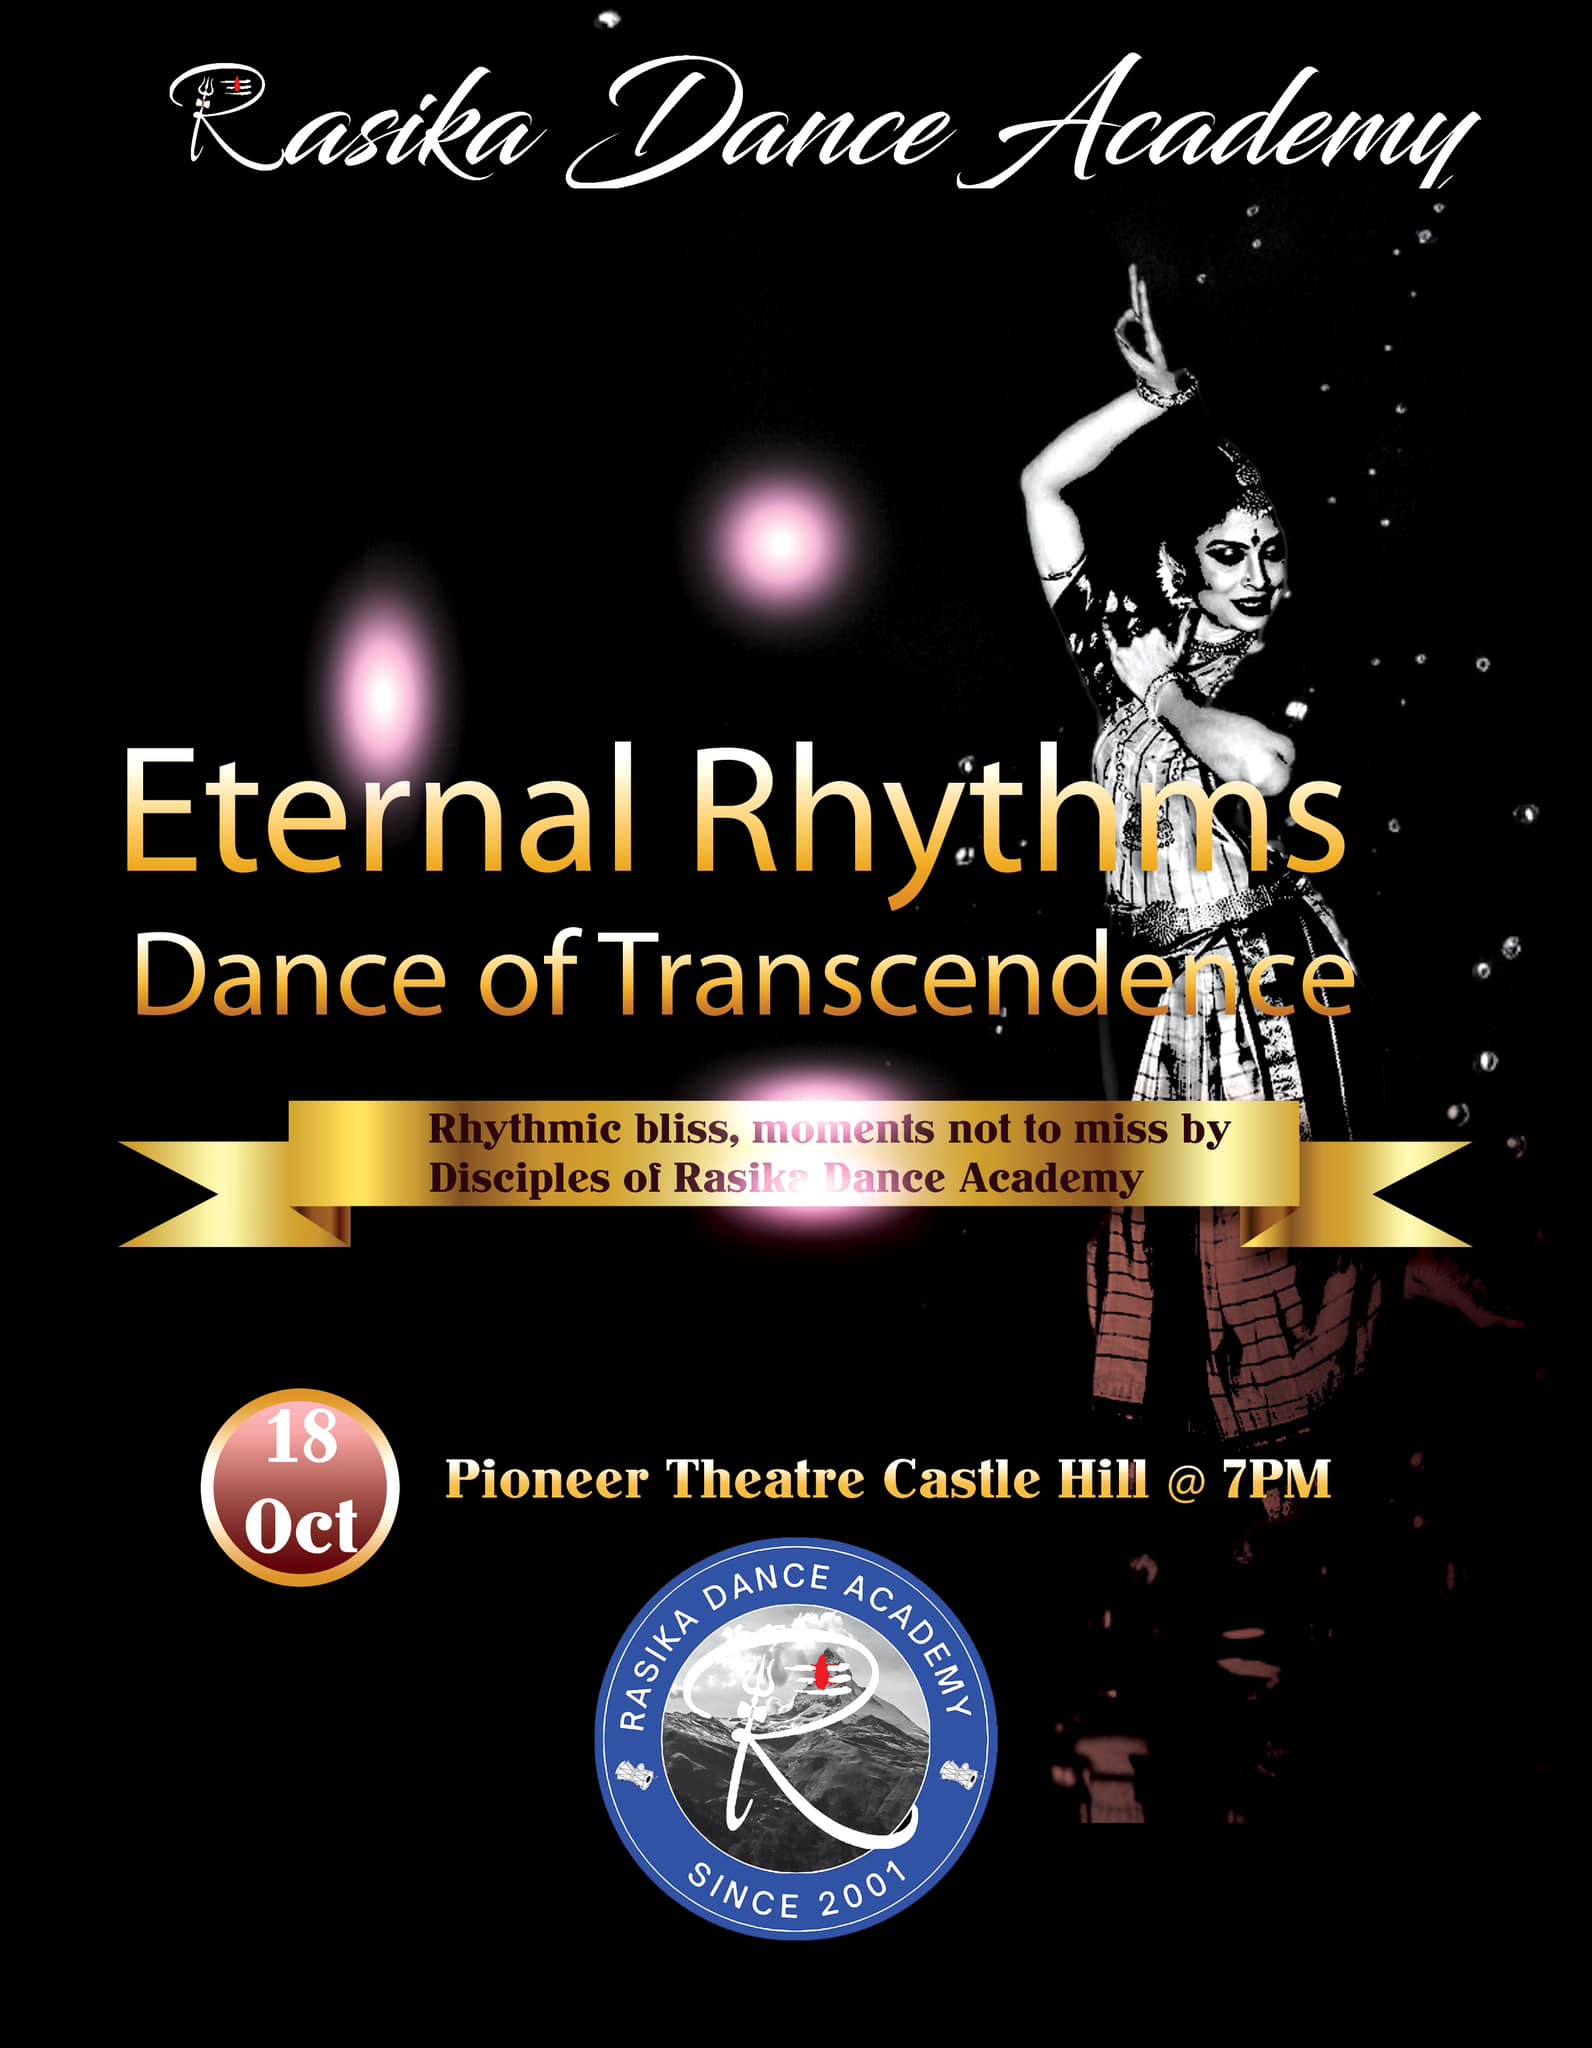 Rasika Dance Academy
Eternal Rhythms
Dance of Transcendence
Rhythmic bliss, moments not to miss by
Disciples of Rasika Dance Academy
18
Oct
Pioneer Theatre Castle Hill @ 7PM
RASIKA DANCE ACADEMY
R
SINCE 2001